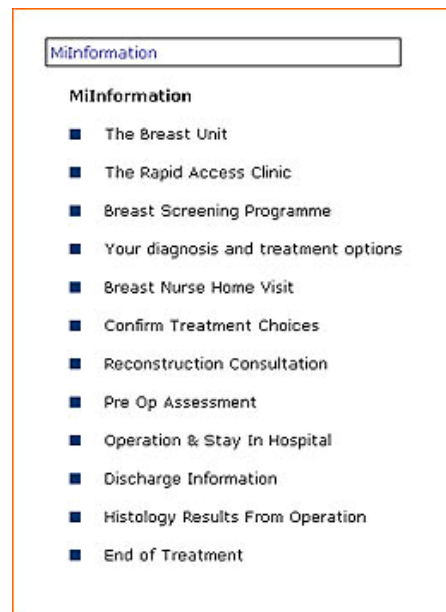 MiInformation
MiInformation
The Breast Unit
The Rapid Access Clinic
Breast Screening Programme
Your diagnosis and treatment options
Breast Nurse Home Visit
Confirm Treatment Choices
Reconstruction Consultation
Pre Op Assessment
Operation & Stay In Hospital
Discharge Information
Histology Results From Operation
End of Treatment